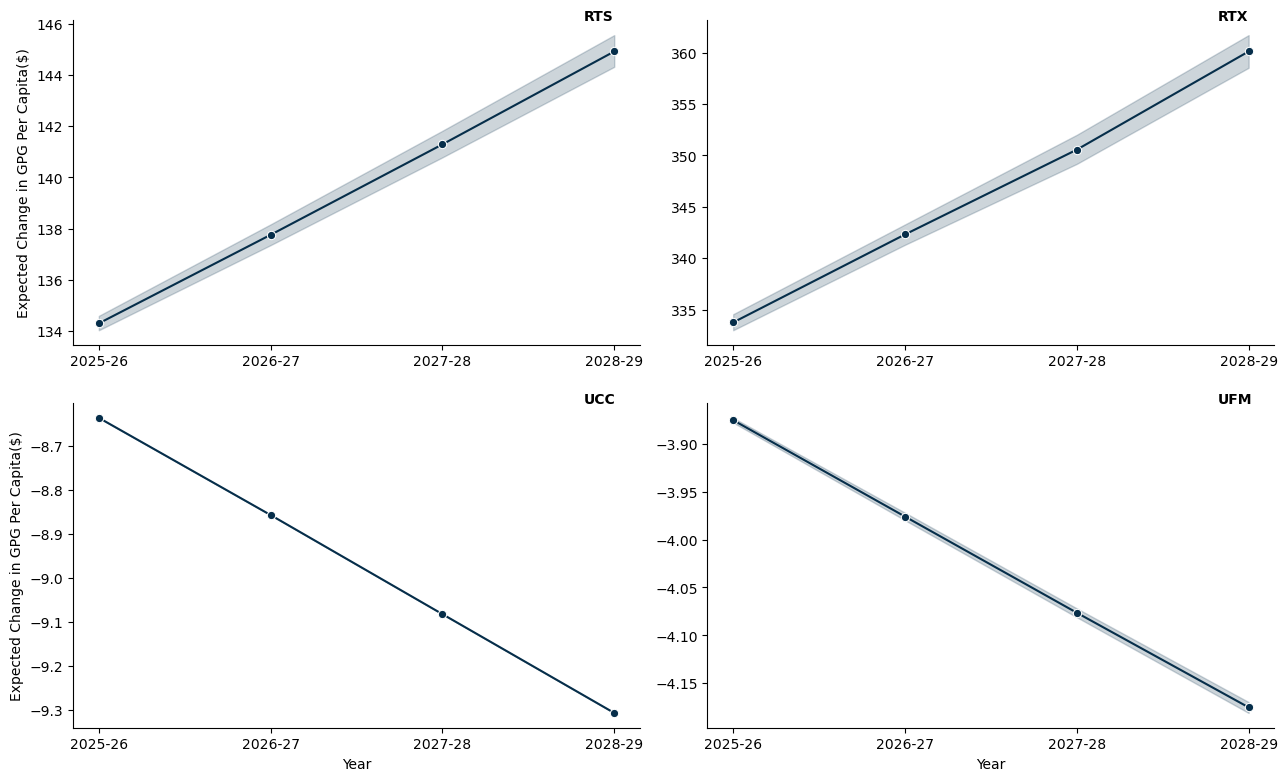 RTS
Expected Change in GPG Per Capita($)
146
144
142
140
138
136
134
2025-26 2026-27 2027-28 2028-29
RTX
360
355
350
345
340
335
2025-26 2026-27 2027-28 2028-29
UCC
Expected Change in GPG Per Capita($)
−8.7
−8.8
−8.9
−9.0
−9.1
−9.2
−9.3
2025-26 2026-27 2027-28 2028-29
Year
UFM
−3.90
−3.95
−4.00
−4.05
−4.10
−4.15
2025-26 2026-27 2027-28 2028-29
Year